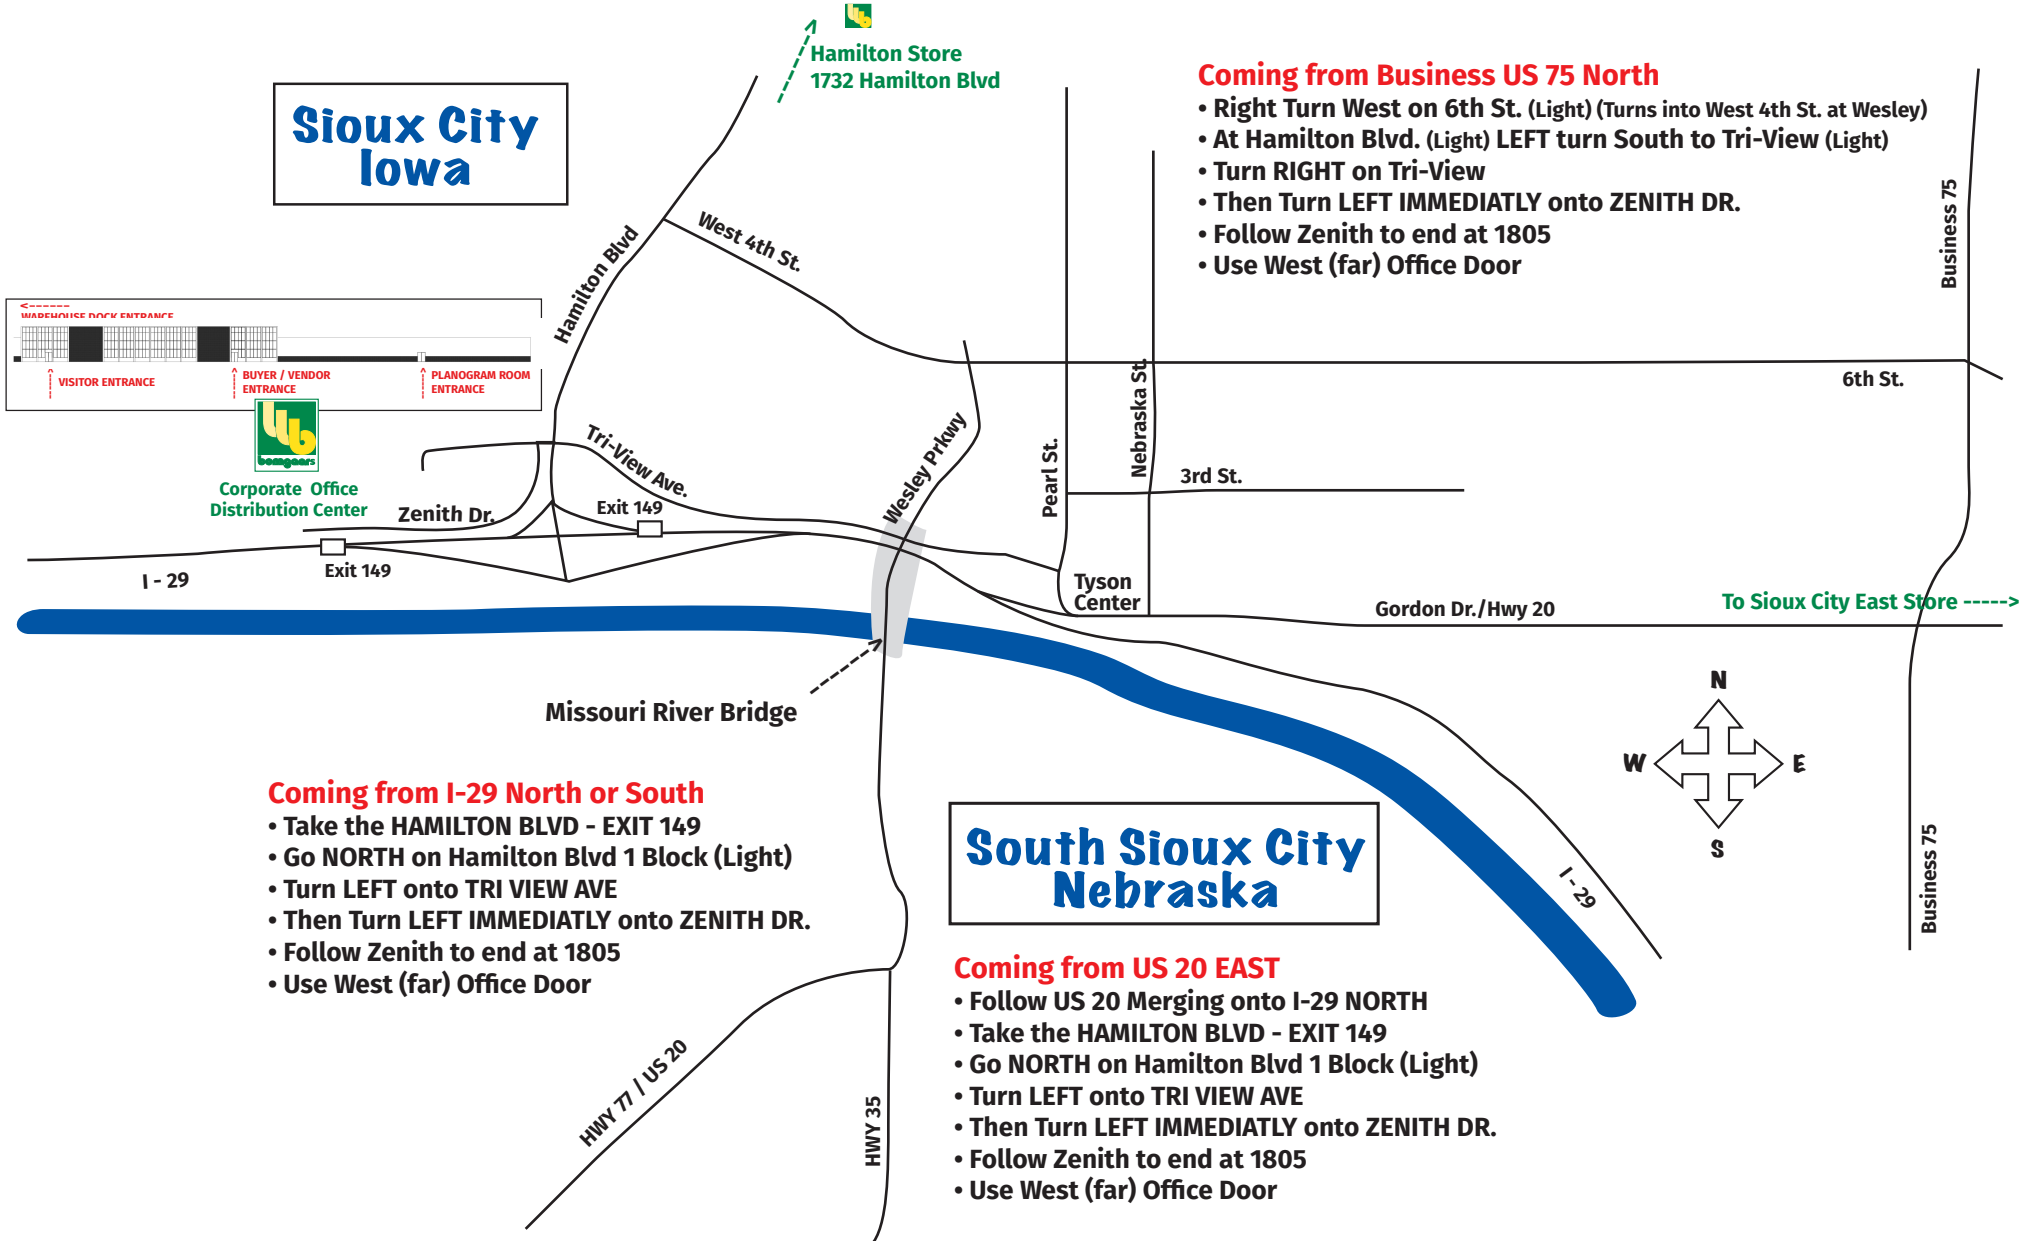 Hamilton Store
1732 Hamilton Blvd
Sioux City
Iowa
Coming from Business US 75 North
• Right Turn West on 6th St. (Light) (Turns into West 4th St. at Wesley)
• At Hamilton Blvd. (Light) LEFT turn South to Tri-View (Light)
• Turn RIGHT on Tri-View
• Then Turn LEFT IMMEDIATLY onto ZENITH DR.
• Follow Zenith to end at 1805
• Use West (far) Office Door
Business 75
West 4th St.
Hamilton Blvd
WAREHOUSE DOCK ENTRANCE
VISITOR ENTRANCE
BUYER / VENDOR
ENTRANCE
PLANOGRAM ROOM
ENTRANCE
bomgaars
Corporate Office
Distribution Center
6th St.
Nebraska St.
Tri-View Ave.
Wesley Prkwy
Pearl St.
3rd St.
Zenith Dr.
Exit 149
Exit 149
I - 29
Tyson
Center
Gordon Dr./Hwy 20
To Sioux City East Store ----->
Missouri River Bridge
N
W
E
S
Coming from I-29 North or South
• Take the HAMILTON BLVD - EXIT 149
• Go NORTH on Hamilton Blvd 1 Block (Light)
• Turn LEFT onto TRI VIEW AVE
• Then Turn LEFT IMMEDIATLY onto ZENITH DR.
• Follow Zenith to end at 1805
• Use West (far) Office Door
South Sioux City
Nebraska
I - 29
Business 75
Coming from US 20 EAST
• Follow US 20 Merging onto I-29 NORTH
• Take the HAMILTON BLVD - EXIT 149
• Go NORTH on Hamilton Blvd 1 Block (Light)
• Turn LEFT onto TRI VIEW AVE
• Then Turn LEFT IMMEDIATLY onto ZENITH DR.
• Follow Zenith to end at 1805
• Use West (far) Office Door
HWY 77 / US 20
HWY 35